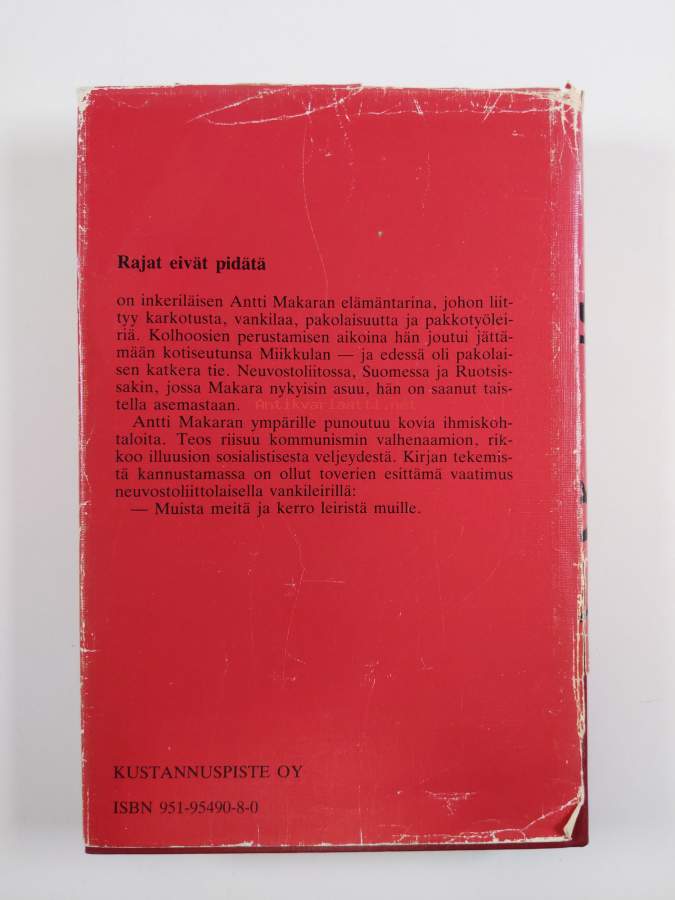 Rajat eivät pidätä
on inkeriläisen Antti Makaran elämäntarina, johon liit-
tyy karkotusta, vankilaa, pakolaisuutta ja pakkotyölei-
riä. Kolhoosien perustamisen aikoina hän joutui jättä-
mään kotiseutunsa Miikkulan — ja edessä oli pakolai-
sen katkera tie. Neuvostoliitossa, Suomessa ja Ruotsis-
sakin, jossa Makara nykyisin asuu, hän on saanut tais-
tella asemastaan.
Antikvariaatti.net
Antti Makaran ympärille punoutuu kovia ihmiskoh-
taloita. Teos riisuu kommunismin valhenaamion, rik-
koo illuusion sosialistisesta veljeydestä. Kirjan tekemis-
tä kannustamassa on ollut toverien esittämä vaatimus
neuvostoliittolaisella vankileirillä:
— Muista meitä ja kerro leiristä muille.
KUSTANNUSPISTE OY
ISBN 951-95490-8-0